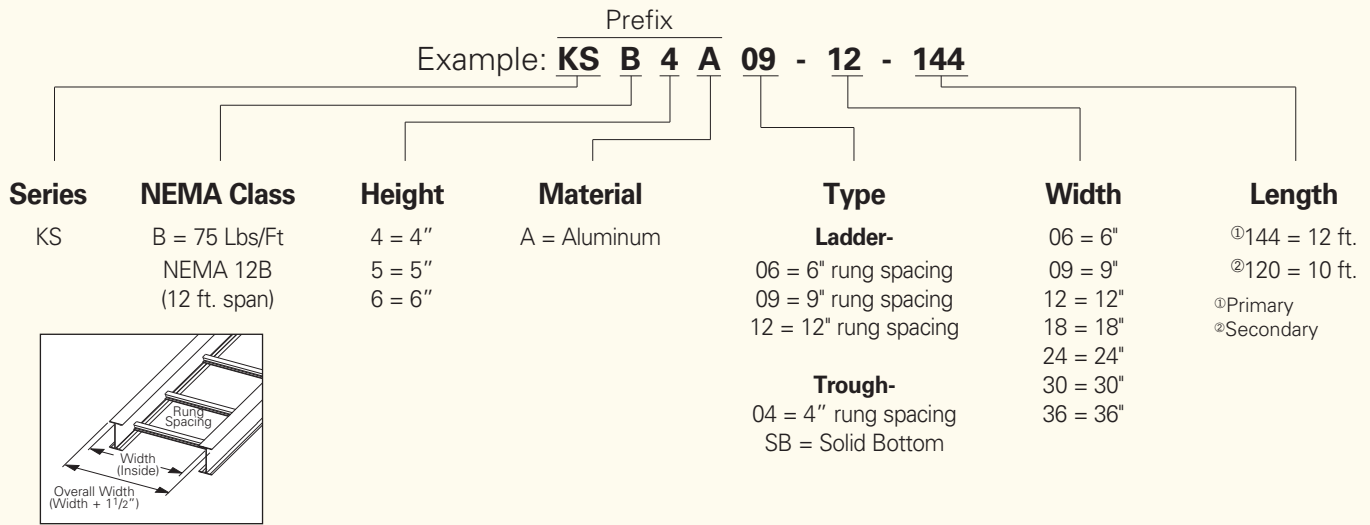 Prefix
Example: KS B 4 A 09 - 12 - 144
Series
KS
NEMA Class
B = 75 Lbs/Ft
NEMA 12B
(12 ft. span)
Height
4 = 4″
5 = 5″
6 = 6″
Material
A = Aluminum
Type
Ladder-
06 = 6" rung spacing
09 = 9" rung spacing
12 = 12" rung spacing
Trough-
04 = 4″ rung spacing
SB = Solid Bottom
Width
06 = 6"
09 = 9"
12 = 12"
18 = 18"
24 = 24"
30 = 30"
36 = 36"
Length
①144 = 12 ft.
②120 = 10 ft.
①Primary
②Secondary
Rung
Spacing
Width
(Inside)
Overall Width
(Width + 1 1/2″)